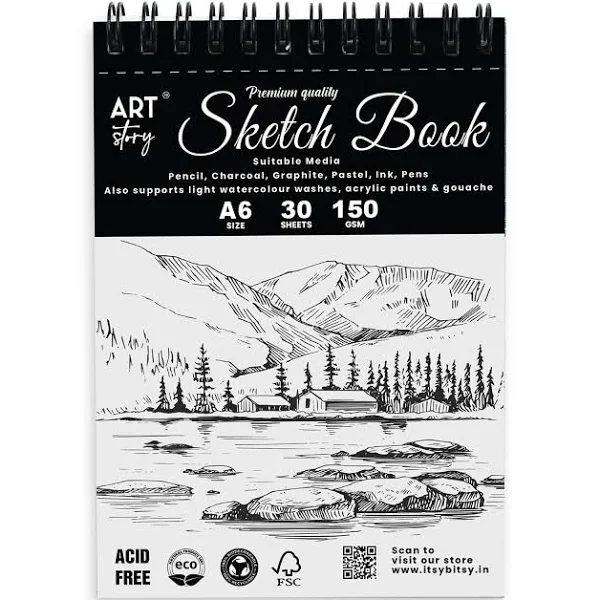 Premium quality
ART ®
story
Sketch Book
Suitable Media
Pencil, Charcoal, Graphite, Pastel, Ink, Pens
Also supports light watercolour washes, acrylic paints & gouache
A6 30 150
SIZE SHEETS GSM
ACID
FREE
eco
FSC
Scan to
visit our store
www.itsybitsy.in